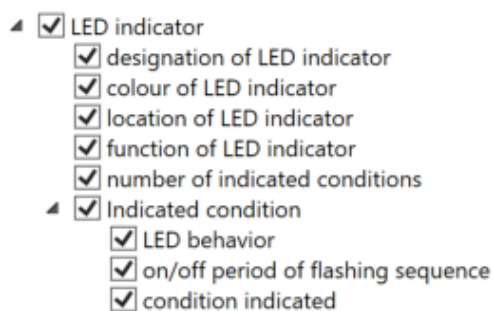 LED indicator
designation of LED indicator
colour of LED indicator
location of LED indicator
function of LED indicator
number of indicated conditions
Indicated condition
LED behavior
on/off period of flashing sequence
condition indicated